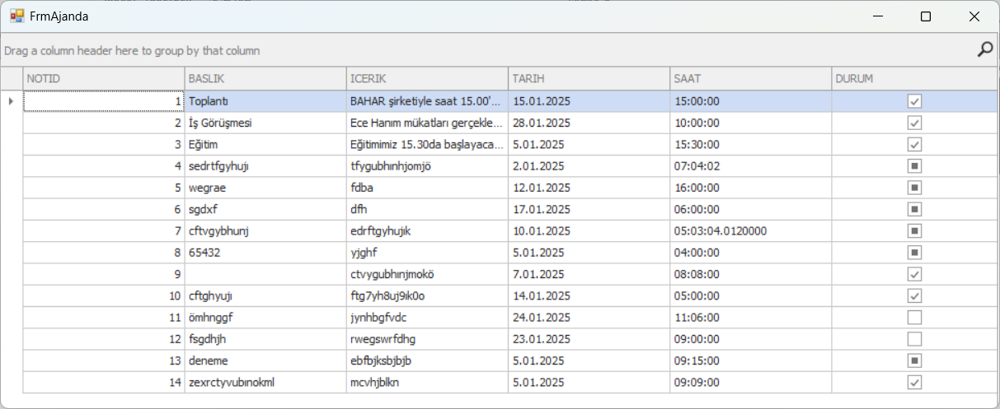 FrmAjanda
Drag a column header here to group by that column
NOTID BASLIK ICERIK TARIH SAAT DURUM
1 Toplantı BAHAR şirketiyle saat 15.00'... 15.01.2025 15:00:00
2 İş Görüşmesi Ece Hanım mükatları gerçekle... 28.01.2025 10:00:00
3 Eğitim Eğitimimiz 15.30da başlayaca... 5.01.2025 15:30:00
4 sedrtfgyhujı tfygubhınhjomjö 2.01.2025 07:04:02
5 wegrae fdba 12.01.2025 16:00:00
6 sgdxf dfh 17.01.2025 06:00:00
7 cftvgybhunj edrftgyhujik 10.01.2025 05:03:04.0120000
8 65432 yjghf 5.01.2025 04:00:00
9 ctvygubhınjmokö 7.01.2025 08:08:00
10 cftghyujı ftg7yh8uj9ık0o 14.01.2025 05:00:00
11 ömhnggf jynhbgfvdc 24.01.2025 11:06:00
12 fsgdhjh rwegswrfdhg 23.01.2025 09:00:00
13 deneme ebfbjksbjbjb 5.01.2025 09:15:00
14 zexrctyvubınokml mcvhjblkn 5.01.2025 09:09:00